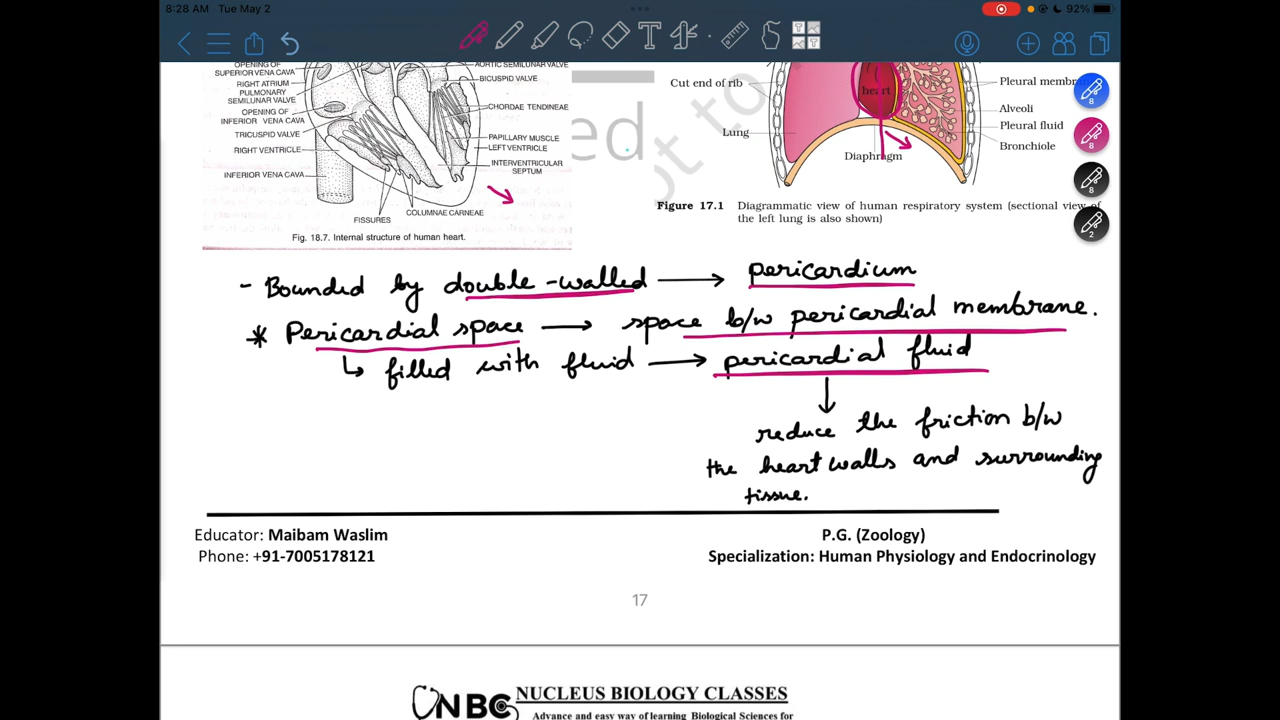 8:28 AM Tue May 2
92%
OPENING OF
SUPERIOR VENA CAVA
RIGHT ATRIUM
PULMONARY
SEMILUNAR VALVE
OPENING OF
INFERIOR VENA CAVA
TRICUSPID VALVE
RIGHT VENTRICLE
INFERIOR VENA CAVA
AORTIC SEMILUNAR VALVE
BICUSPID VALVE
CHORDAE TENDINEAE
PAPILLARY MUSCLE
LEFT VENTRICLE
INTERVENTRICULAR
SEPTUM
COLUMNAE CARNEAE
FISSURES
Fig. 18.7. Internal structure of human heart.
Cut end of rib
heart
Lung
Diaphragm
Pleural
Alveoli
Pleural fluid
Bronchiole
Figure 17.1 Diagrammatic view of human respiratory system (sectional view of
the left lung is also shown)
- Bounded by double-walled → pericardium
* Pericardial space → space b/w pericardial membrane.
↳ filled with fluid → pericardial fluid
↓
reduce the friction b/w
the heart walls and surrounding
tissue.
Educator: Maibam Waslim
P.G. (Zoology)
Phone: +91-7005178121
Specialization: Human Physiology and Endocrinology
17
NBC NUCLEUS BIOLOGY CLASSES
Advance and easy way of learning Biological Sciences for
8
8
8
2